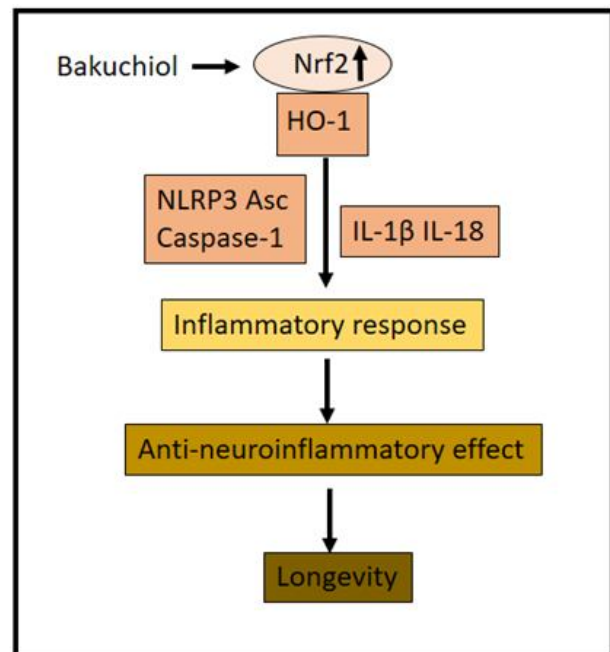 Bakuchiol
Nrf2
HO-1
NLRP3 Asc
Caspase-1
IL-1β IL-18
Inflammatory response
Anti-neuroinflammatory effect
Longevity